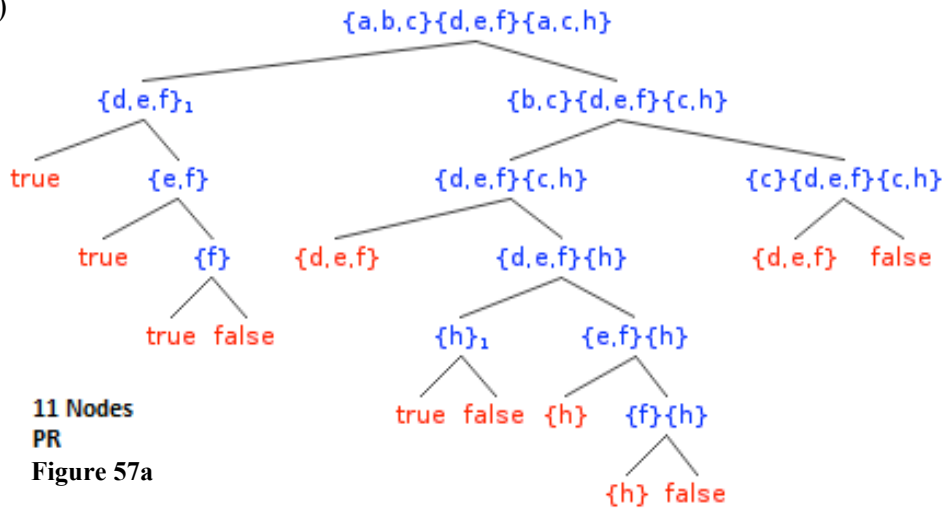 )
{a,b,c}{d,e,f}{a,c,h}
{d,e,f}₁ {b,c}{d,e,f}{c,h}
true {e,f} {d,e,f}{c,h} {c}{d,e,f}{c,h}
true {f} {d,e,f} {d,e,f}{h} {d,e,f} false
true false {h}₁ {e,f}{h}
true false {h} {f}{h}
{h} false
11 Nodes
PR
Figure 57a